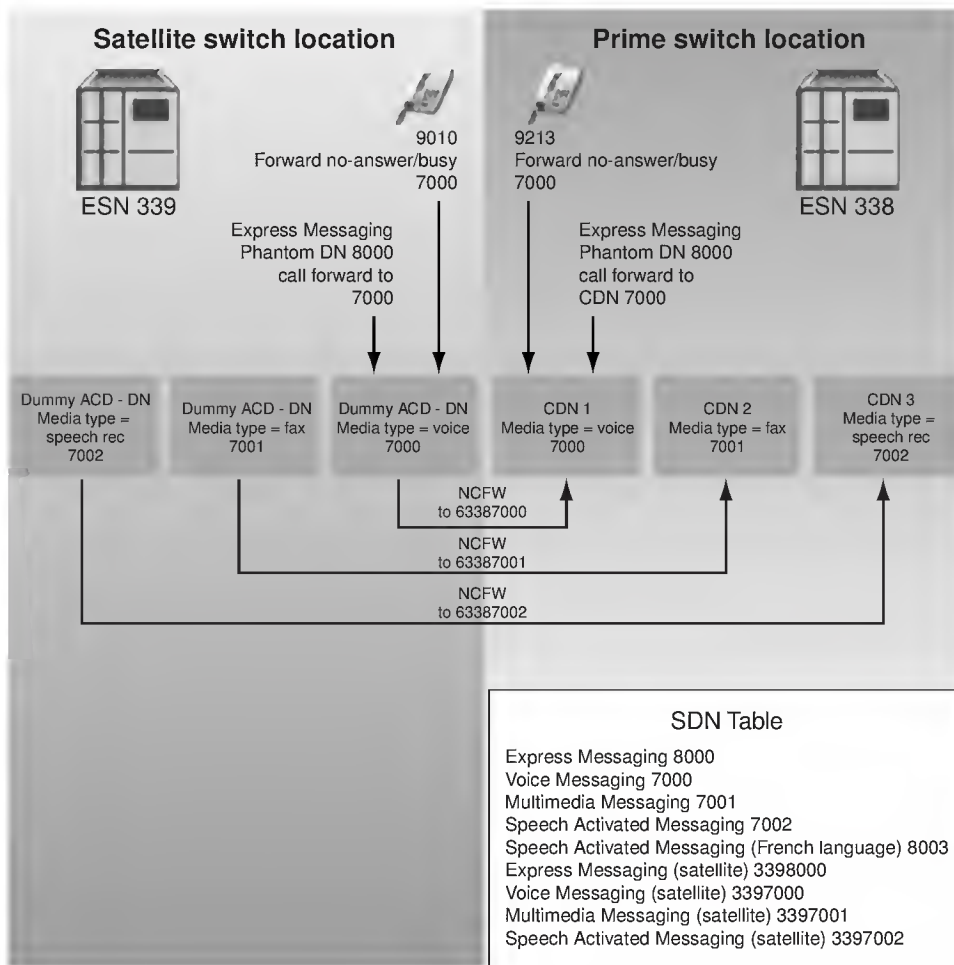 Satellite switch location
Prime switch location
ESN 339
9010
Forward no-answer/busy
7000
9213
Forward no-answer/busy
7000
ESN 338
Express Messaging
Phantom DN 8000
call forward to
7000
Express Messaging
Phantom DN 8000
call forward to
CDN 7000
Dummy ACD - DN
Media type =
speech rec
7002
Dummy ACD - DN
Media type = fax
7001
Dummy ACD - DN
Media type = voice
7000
CDN 1
Media type = voice
7000
CDN 2
Media type = fax
7001
CDN 3
Media type =
speech rec
7002
NCFW
to 63387000
NCFW
to 63387001
NCFW
to 63387002
SDN Table
Express Messaging 8000
Voice Messaging 7000
Multimedia Messaging 7001
Speech Activated Messaging 7002
Speech Activated Messaging (French language) 8003
Express Messaging (satellite) 3398000
Voice Messaging (satellite) 3397000
Multimedia Messaging (satellite) 3397001
Speech Activated Messaging (satellite) 3397002